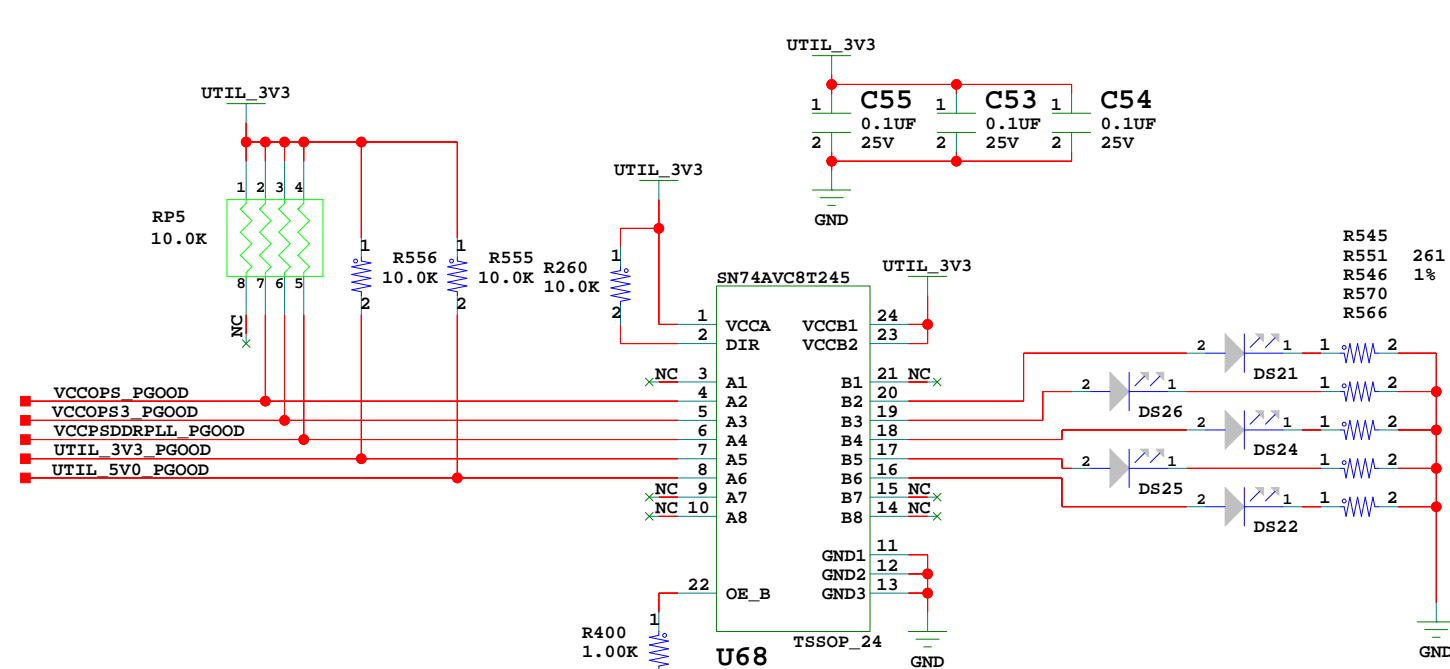 UTIL_3V3
1 C55 1 C53 1 C54
0.1UF 0.1UF 0.1UF
2 25V 2 25V 2 25V
GND
UTIL_3V3
1 2 3 4
RP5
10.0K
8 7 6 5
NC
1 R556
10.0K
2
1 R555
10.0K
2
UTIL_3V3
1
R260
10.0K
2
SN74AVC8T245
UTIL_3V3
1 VCCA VCCB1 24
2 DIR VCCB2 23
NC 3 A1 B1 21 NC
VCCOPS_PGOOD 4 A2 B2 20
VCCOPS3_PGOOD 5 A3 B3 19
VCCPSDDRPLL_PGOOD 6 A4 B4 18
UTIL_3V3_PGOOD 7 A5 B5 17
UTIL_5V0_PGOOD 8 A6 B6 16
NC 9 A7 B7 15 NC
NC 10 A8 B8 14 NC
GND1 11
GND2 12
22 OE_B GND3 13
1
R400
1.00K
U68
TSSOP_24
GND
R545
R551 261
R546 1%
R570
R566
2 1 1 2
DS21
2 1 1 2
DS26
2 1 1 2
DS24
2 1 1 2
DS25
2 1 1 2
DS22
GND